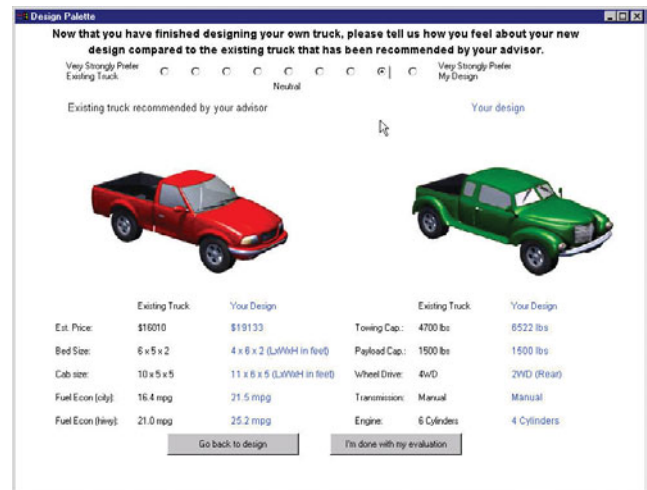 Design Palette
Now that you have finished designing your own truck, please tell us how you feel about your new
design compared to the existing truck that has been recommended by your advisor.
Very Strongly Prefer
Existing Truck
Neutral
Very Strongly Prefer
My Design
Existing truck recommended by your advisor
Your design
Existing Truck Your Design
Est. Price: $16010 $19133
Bed Size: 6 x 5 x 2 4 x 6 x 2 (LxWxH in feet)
Cab size: 10 x 5 x 5 11 x 6 x 5 (LxWxH in feet)
Fuel Econ (city): 16.4 mpg 21.5 mpg
Fuel Econ (hiwy): 21.0 mpg 25.2 mpg
Existing Truck Your Design
Towing Cap.: 4700 lbs 6522 lbs
Payload Cap.: 1500 lbs 1500 lbs
Wheel Drive: 4WD 2WD (Rear)
Transmission: Manual Manual
Engine: 6 Cylinders 4 Cylinders
Go back to design
I'm done with my evaluation